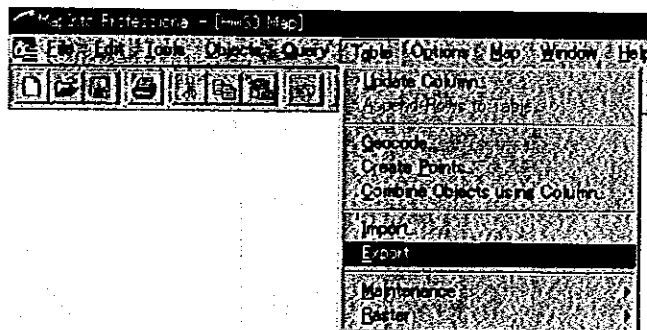 MapInfo Professional - [HWSD Map]
File Edit Tools Objects Query Table Options Map Window Help
Update Column...
Append Rows to Table...
Geocode...
Create Points...
Combine Objects using Column...
Import...
Export
Maintenance
Raster